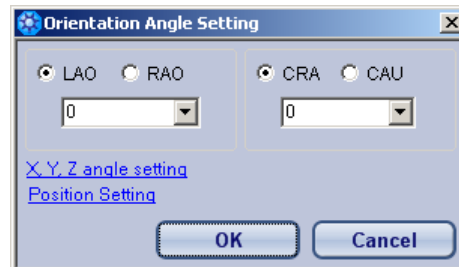 Orientation Angle Setting
LAO RAO CRA CAU
0 0
X, Y, Z angle setting
Position Setting
OK Cancel